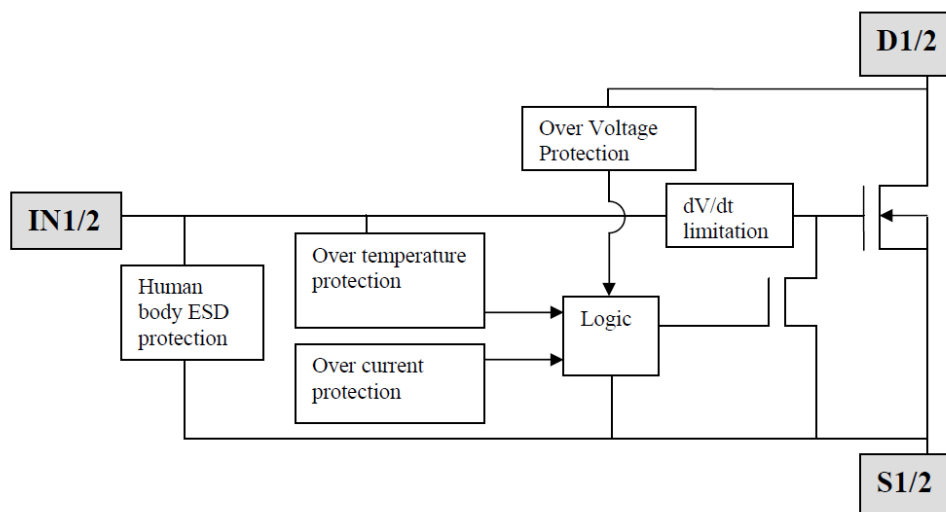 D1/2
Over Voltage
Protection
IN1/2
dV/dt
limitation
Over temperature
protection
Human
body ESD
protection
Logic
Over current
protection
S1/2